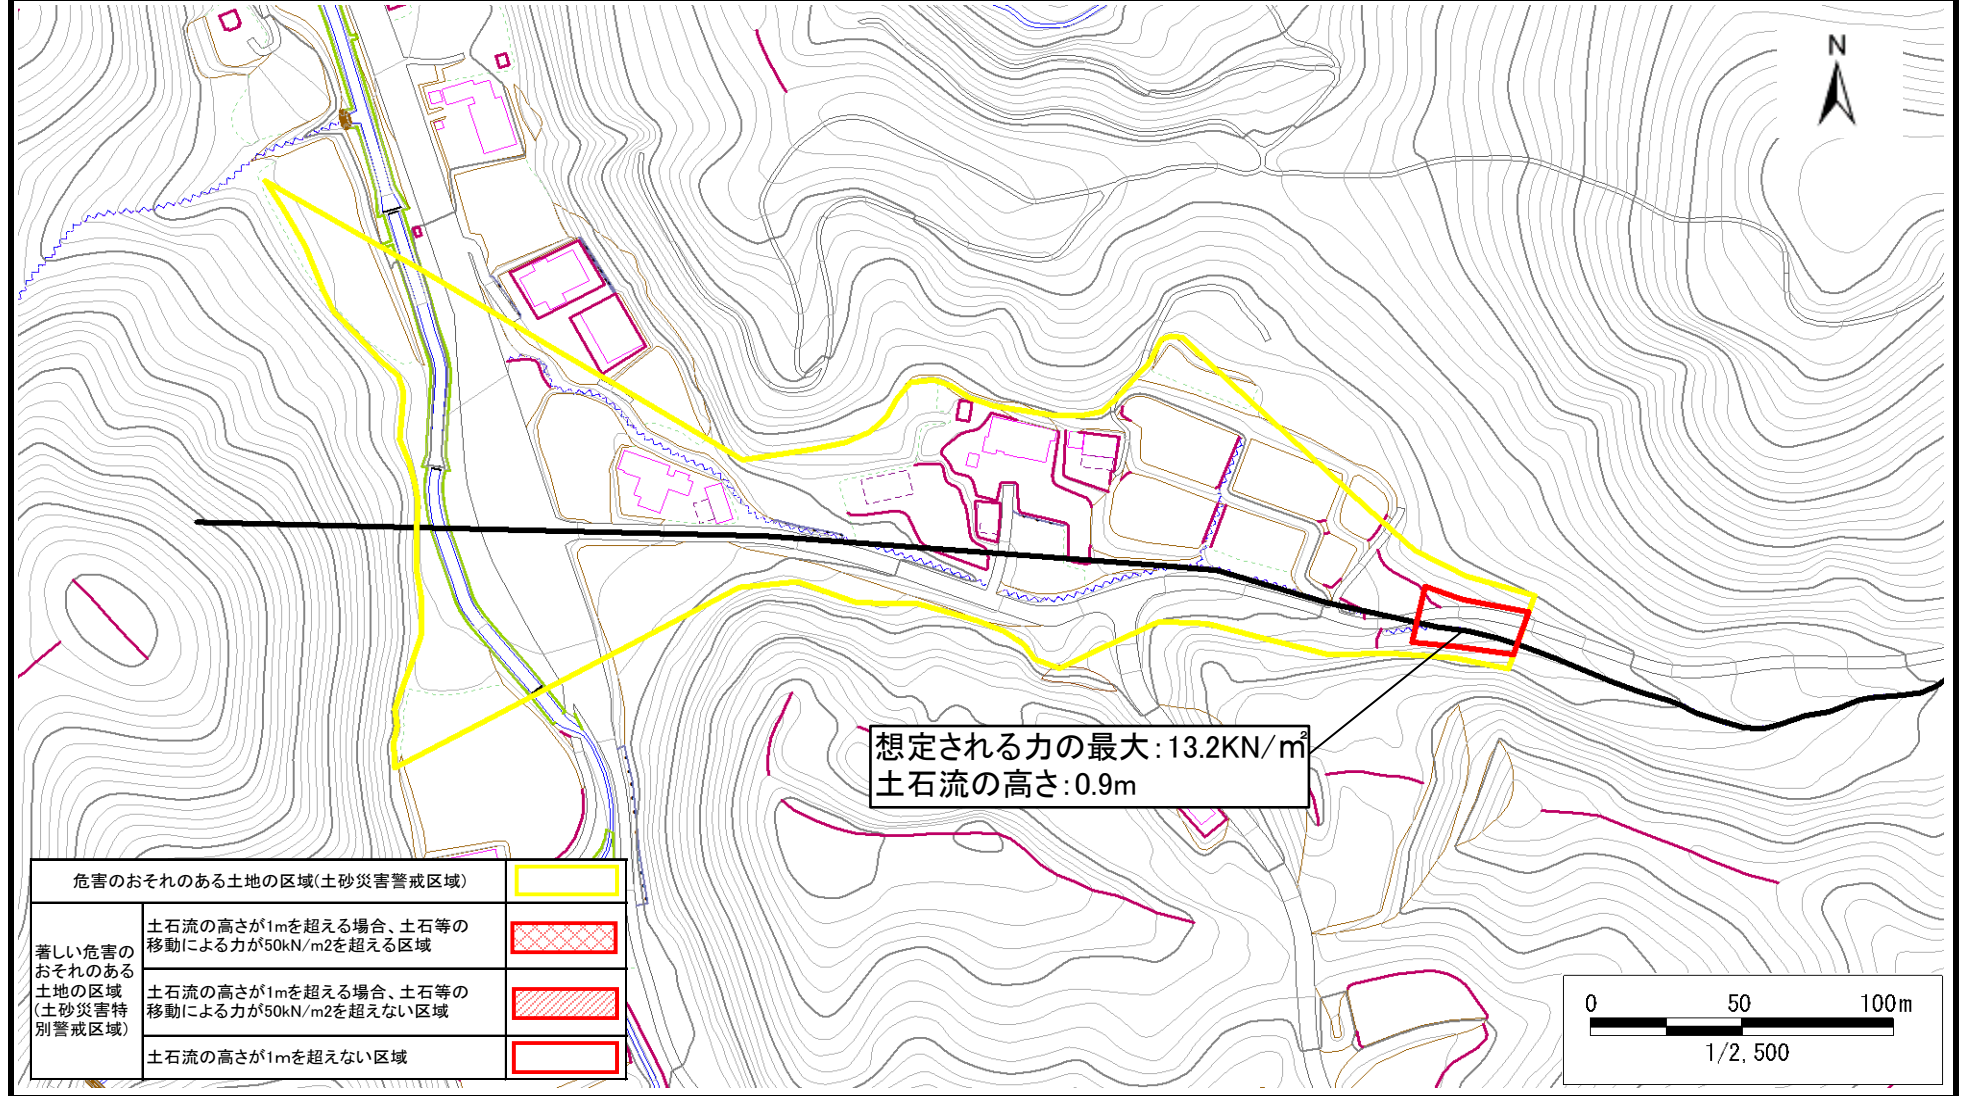 N
想定される力の最大：13.2KN/㎡
土石流の高さ：0.9m
危害のおそれのある土地の区域(土砂災害警戒区域)
著しい危害の
おそれのある
土地の区域
(土砂災害特
別警戒区域)
土石流の高さが1mを超える場合、土石等の
移動による力が50kN/m2を超える区域
土石流の高さが1mを超える場合、土石等の
移動による力が50kN/m2を超えない区域
土石流の高さが1mを超えない区域
0 50 100m
1/2,500